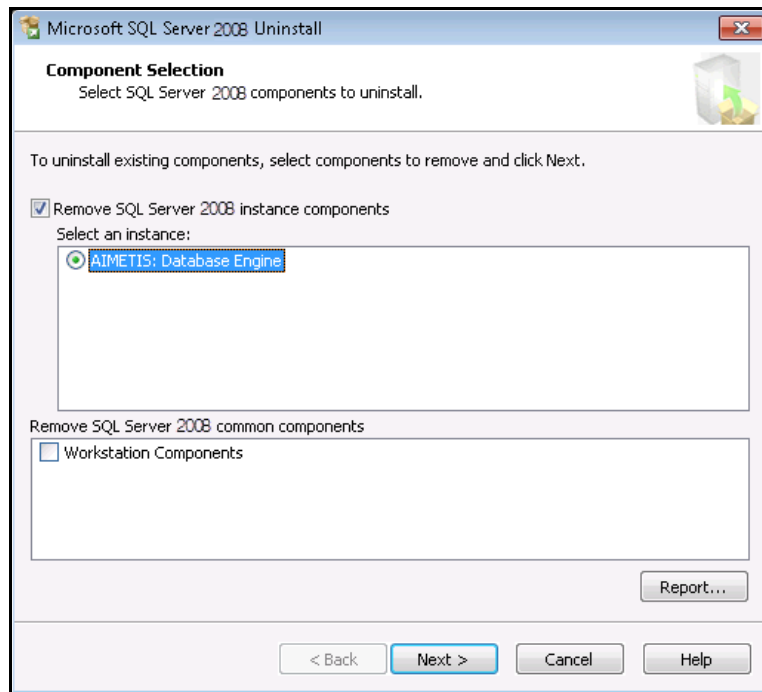 Microsoft SQL Server 2008 Uninstall
Component Selection
Select SQL Server 2008 components to uninstall.
To uninstall existing components, select components to remove and click Next.
Remove SQL Server 2008 instance components
Select an instance:
AIMETIS: Database Engine
Remove SQL Server 2008 common components
Workstation Components
Report...
< Back Next > Cancel Help